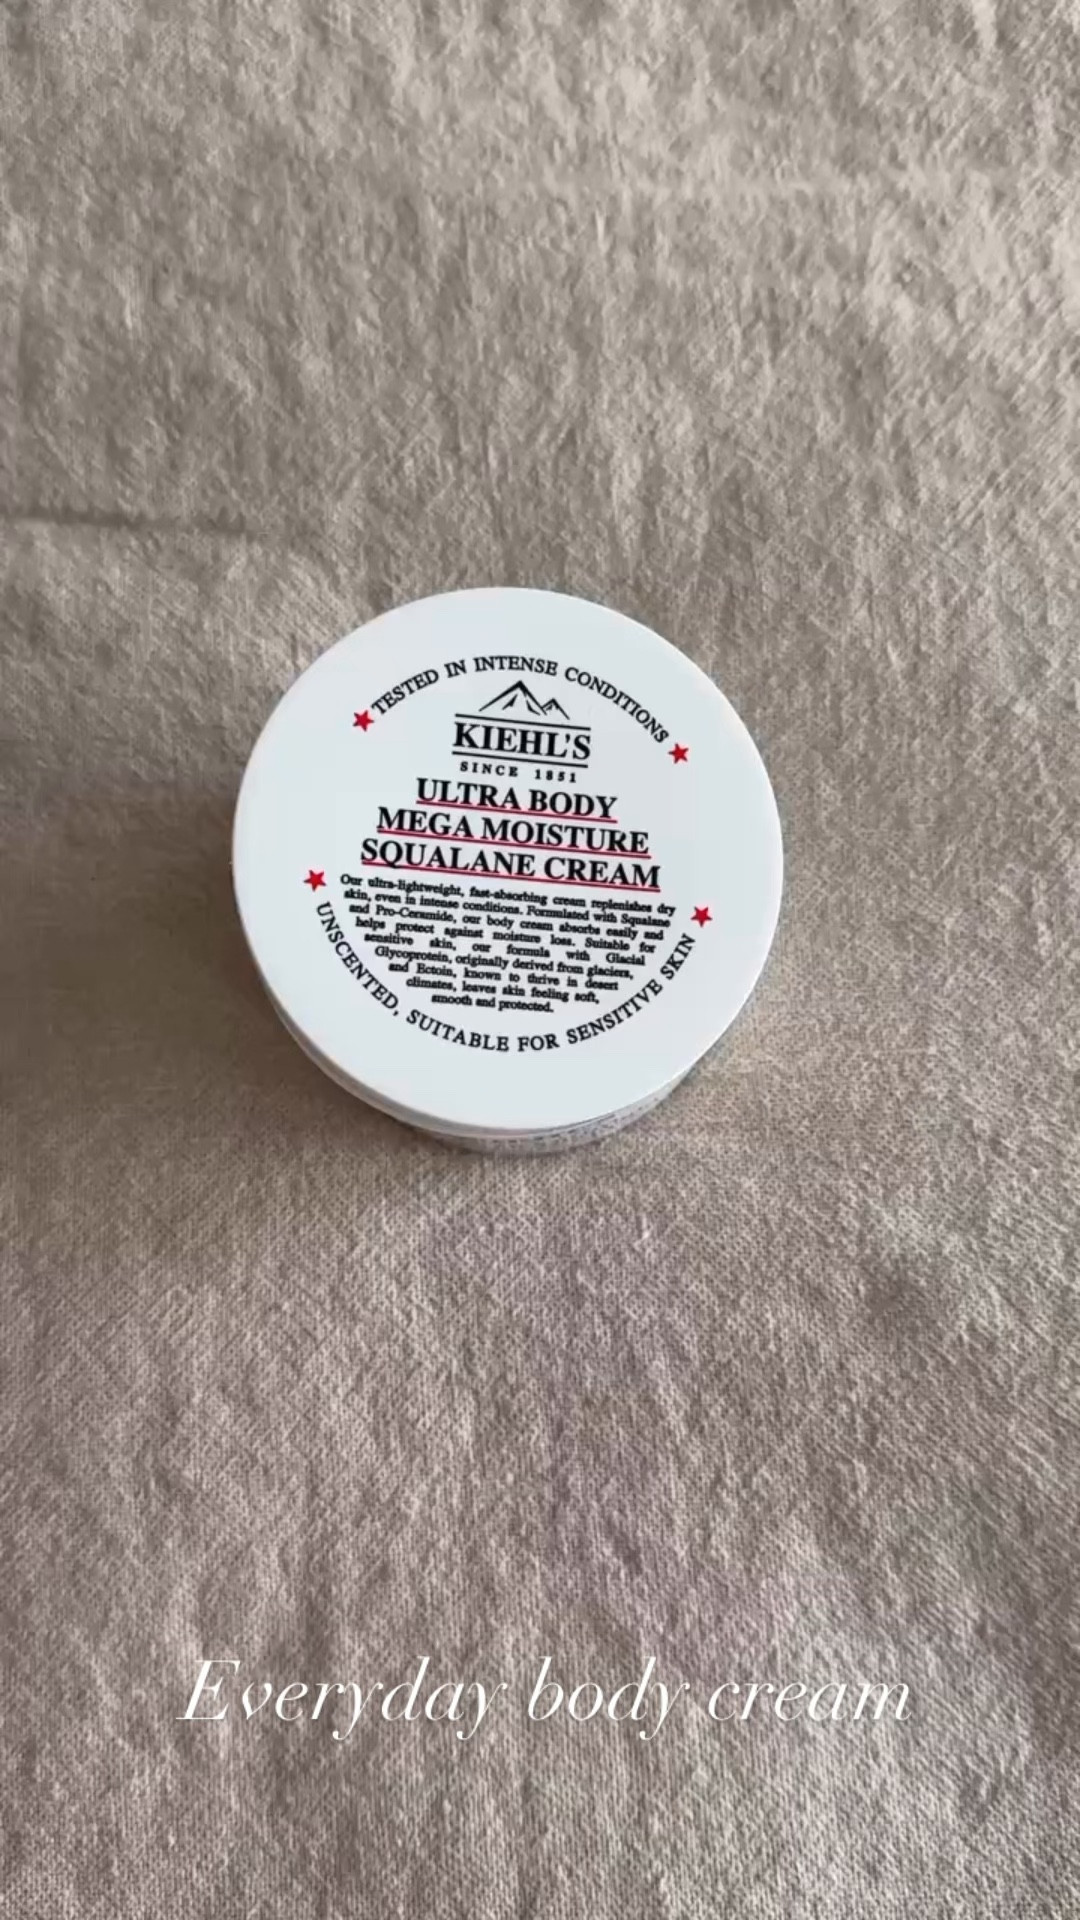 TESTED IN INTENSE CONDITIONS
KIEHL'S
SINCE 1851
ULTRA BODY
MEGA MOISTURE
SQUALANE CREAM
Our ultra-lightweight, fast-absorbing cream replenishes dry
skin, even in intense conditions. Formulated with Squalane
and Pro-Ceramide, our body cream absorbs easily and
helps protect against moisture loss. Suitable for
sensitive skin, our formula with Glacial
Glycoprotein, originally derived from glaciers,
and Ectoin, known to thrive in desert
climates, leaves skin feeling soft,
smooth and protected.
UNSCENTED, SUITABLE FOR SENSITIVE SKIN
Everyday body cream